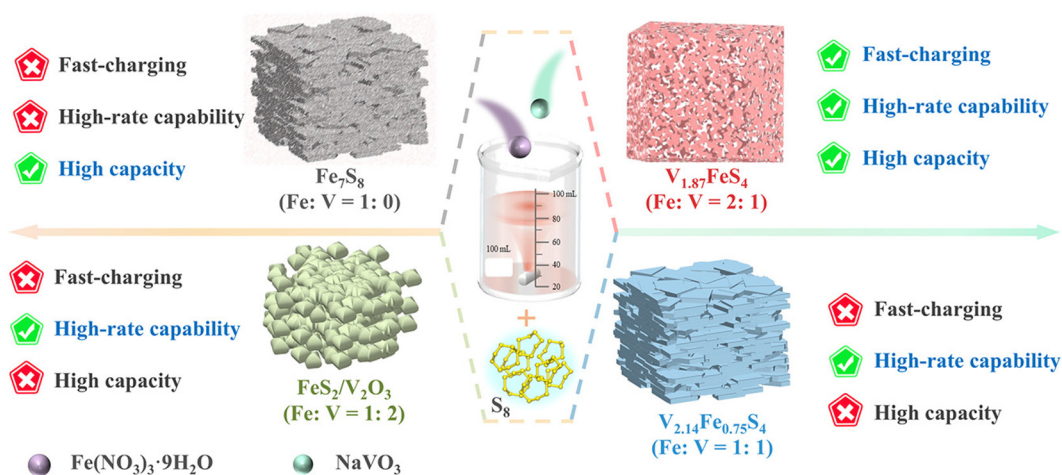 Fast-charging
High-rate capability
High capacity
Fe₇S₈
(Fe: V = 1: 0)
100 mL
80
60
40
20
100 mL
V₁.₈₇FeS₄
(Fe: V = 2: 1)
Fast-charging
High-rate capability
High capacity
Fast-charging
High-rate capability
High capacity
FeS₂/V₂O₃
(Fe: V = 1: 2)
+
S₈
V₂.₁₄Fe₀.₇₅S₄
(Fe: V = 1: 1)
Fast-charging
High-rate capability
High capacity
Fe(NO₃)₃·9H₂O
NaVO₃